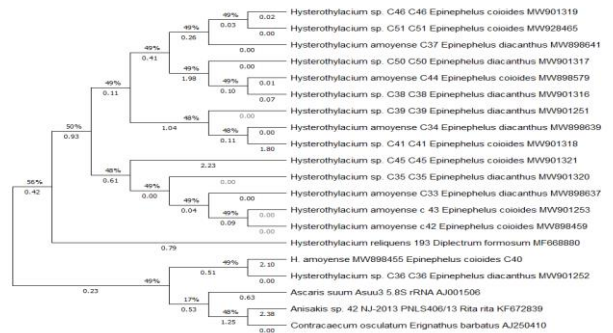 Hysterothylacium sp. C46 C46 Epinephelus coioides MW901319
49%
0.02
49%
0.03
Hysterothylacium sp. C51 C51 Epinephelus coioides MW928465
0.00
0.26
49%
Hysterothylacium amoyense C37 Epinephelus diacanthus MW898641
0.00
0.41
Hysterothylacium sp. C50 C50 Epinephelus diacanthus MW901317
49%
0.00
1.98
49%
Hysterothylacium amoyense C44 Epinephelus coioides MW898579
0.01
49%
0.11
0.10
Hysterothylacium sp. C38 C38 Epinephelus diacanthus MW901316
0.07
Hysterothylacium sp. C39 C39 Epinephelus diacanthus MW901251
0.00
48%
1.04
Hysterothylacium amoyense C34 Epinephelus diacanthus MW898639
0.00
48%
0.11
50%
0.93
Hysterothylacium sp. C41 C41 Epinephelus coioides MW901318
1.80
Hysterothylacium sp. C45 C45 Epinephelus coioides MW901321
2.23
48%
0.61
Hysterothylacium sp. C35 C35 Epinephelus diacanthus MW901320
0.00
49%
0.00
Hysterothylacium amoyense C33 Epinephelus diacanthus MW898637
0.00
49%
0.04
Hysterothylacium amoyense c 43 Epinephelus coioides MW901253
0.00
49%
0.09
56%
0.42
Hysterothylacium amoyense c42 Epinephelus coioides MW898459
0.00
Hysterothylacium reliquens 193 Diplectrum formosum MF668880
0.79
H. amoyense MW898455 Epinephelus coioides C40
2.10
49%
0.51
Hysterothylacium sp. C36 C36 Epinephelus diacanthus MW901252
0.00
49%
0.23
Ascaris suum Asuu3 5.8S rRNA AJ001506
0.63
17%
0.53
Anisakis sp. 42 NJ-2013 PNLS406/13 Rita rita KF672839
2.38
48%
1.25
Contracaecum osculatum Erignathus barbatus AJ250410
0.00